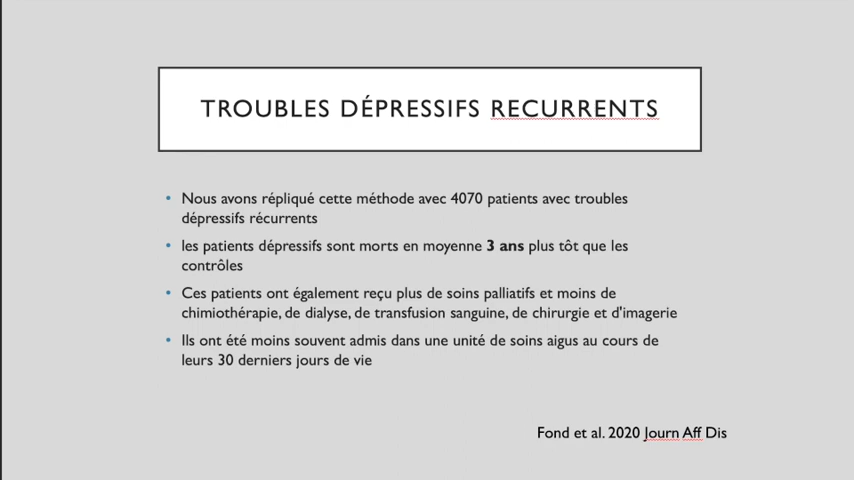 TROUBLES DÉPRESSIFS RECURRENTS
• Nous avons répliqué cette méthode avec 4070 patients avec troubles
dépressifs récurrents
• les patients dépressifs sont morts en moyenne 3 ans plus tôt que les
contrôles
• Ces patients ont également reçu plus de soins palliatifs et moins de
chimiothérapie, de dialyse, de transfusion sanguine, de chirurgie et d'imagerie
• Ils ont été moins souvent admis dans une unité de soins aigus au cours de
leurs 30 derniers jours de vie
Fond et al. 2020 Journ Aff Dis